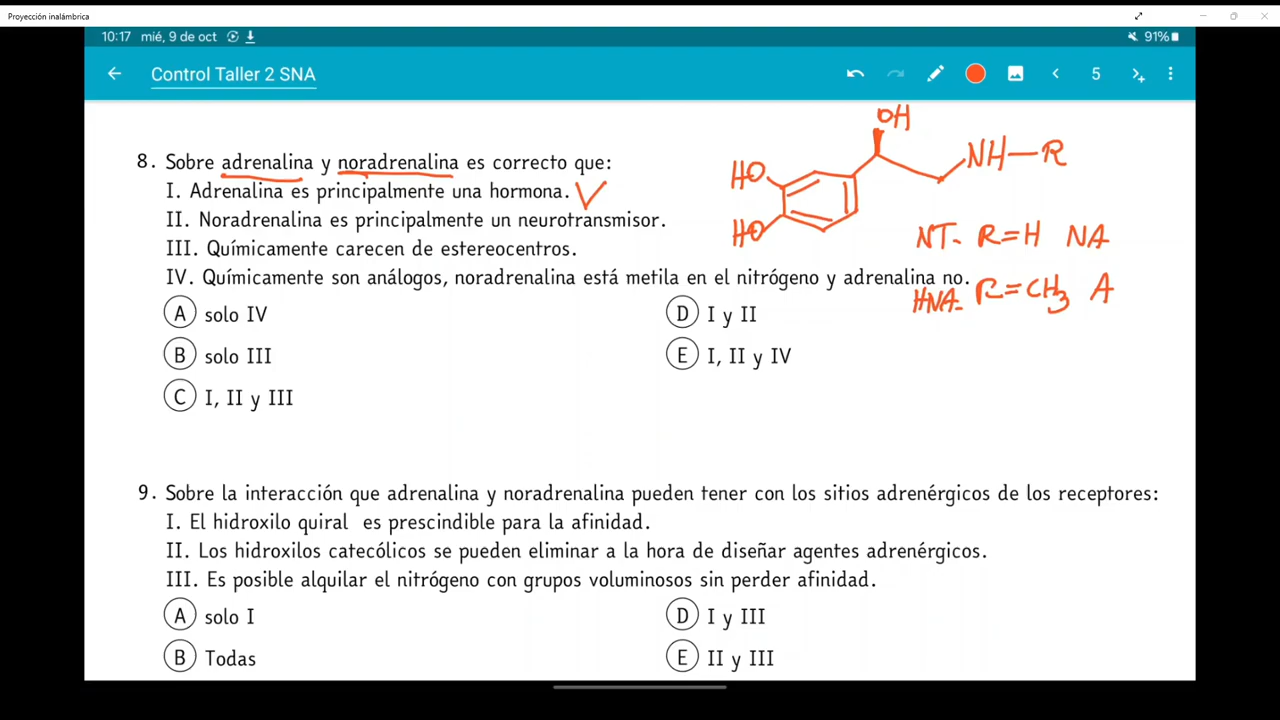 Proyección inalámbrica
10:17 mié, 9 de oct 91%
Control Taller 2 SNA 5
8. Sobre adrenalina y noradrenalina es correcto que:
I. Adrenalina es principalmente una hormona. V
II. Noradrenalina es principalmente un neurotransmisor.
III. Químicamente carecen de estereocentros.
IV. Químicamente son análogos, noradrenalina está metila en el nitrógeno y adrenalina no.
A solo IV
B solo III
C I, II y III
D I y II
E I, II y IV
OH
HO
HO
NH-R
NT- R=H NA
HNA- R=CH3 A
9. Sobre la interacción que adrenalina y noradrenalina pueden tener con los sitios adrenérgicos de los receptores:
I. El hidroxilo quiral es prescindible para la afinidad.
II. Los hidroxilos catecólicos se pueden eliminar a la hora de diseñar agentes adrenérgicos.
III. Es posible alquilar el nitrógeno con grupos voluminosos sin perder afinidad.
A solo I
B Todas
D I y III
E II y III